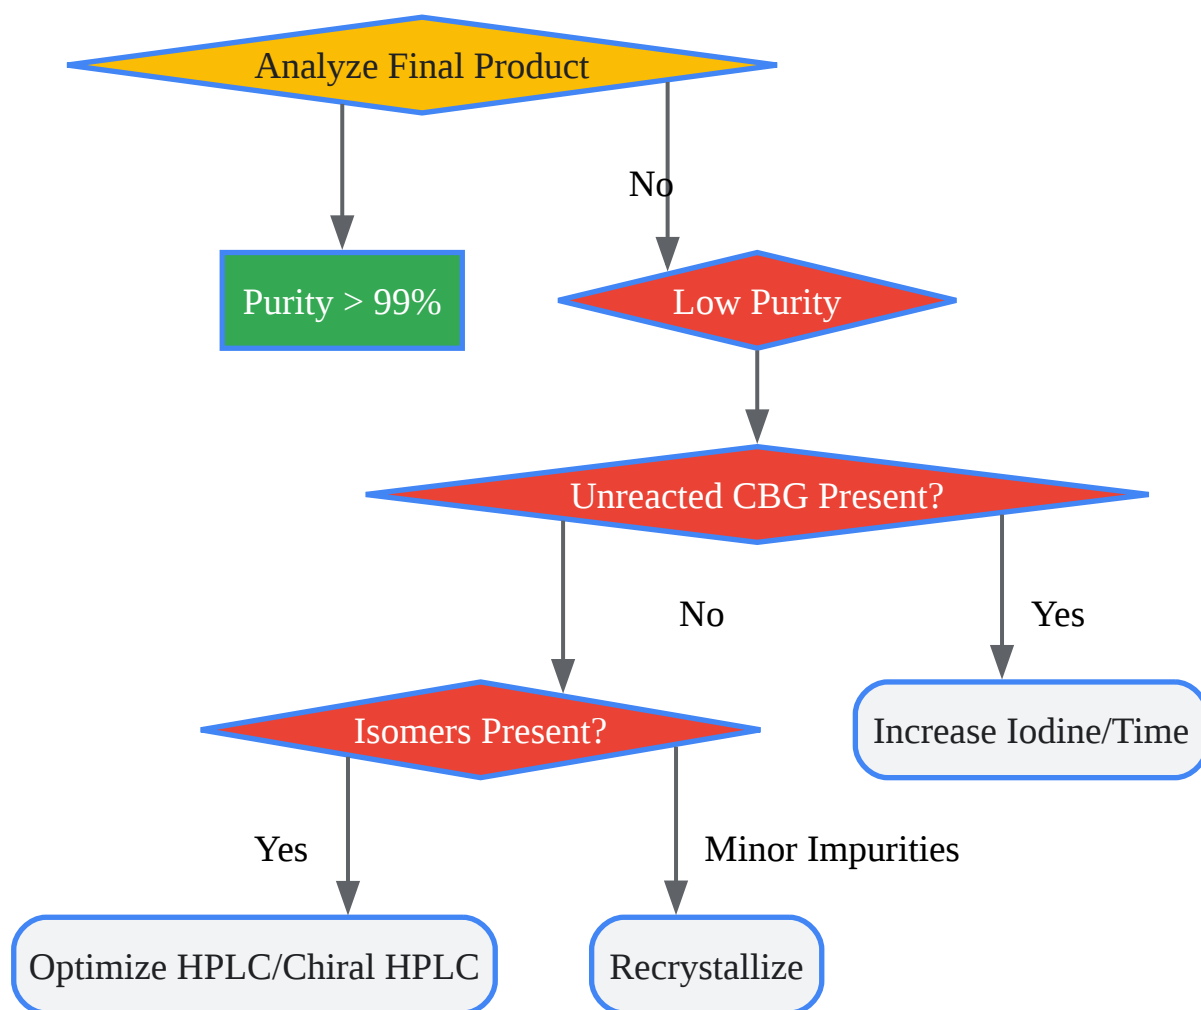 Analyze Final Product
No
Purity > 99%
Low Purity
Unreacted CBG Present?
No
Yes
Isomers Present?
Increase Iodine/Time
Yes
Minor Impurities
Optimize HPLC/Chiral HPLC
Recrystallize